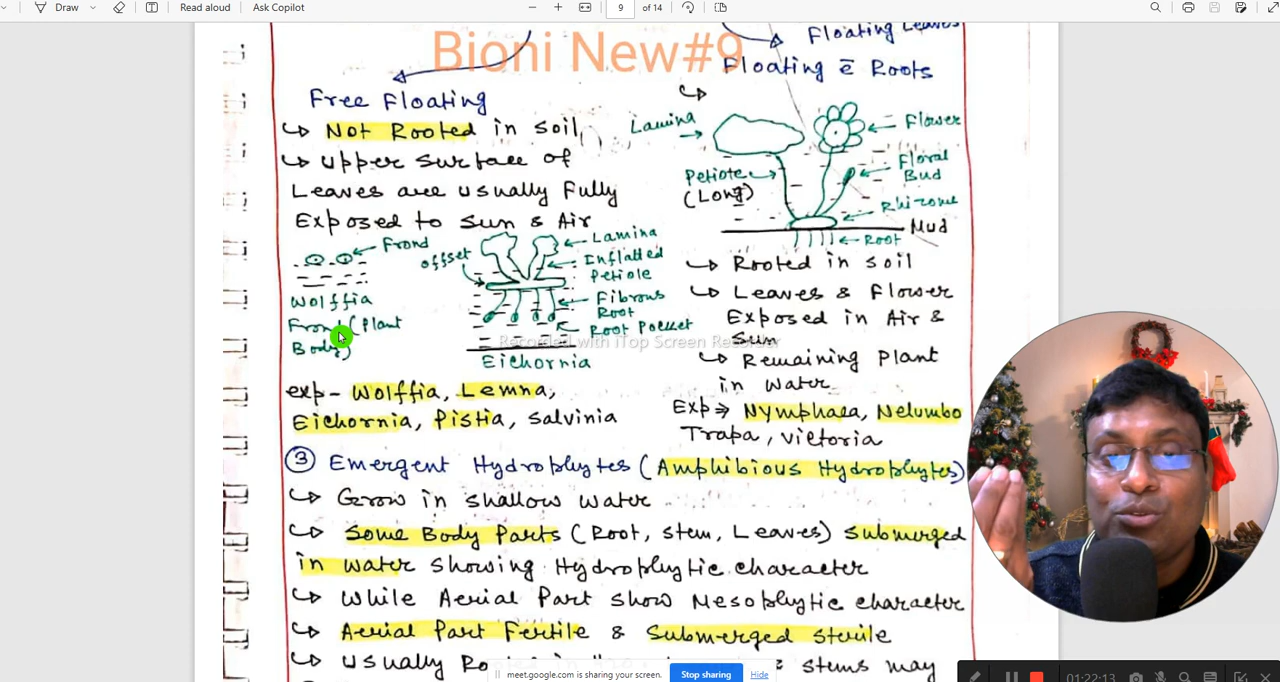 Draw
Read aloud
Ask Copilot
9
of 14
Bioni New#9
Floating Leaves
Floating ē Roots
Free Floating
↳ Not Rooted in soil
↳ upper surface of
Leaves are usually Fully
Exposed to Sun & Air
Frond
Wolffia
Frond (Plant
Body)
offset
Lamina
Inflated
Petiole
Fibrous
Root
Root Pocket
Eichornia
exp- Wolffia, Lemna,
Eichornia, Pistia, Salvinia
Lamina
Flower
Petiole
(Long)
Floral
Bud
Rhizome
Mud
Root
↳ Rooted in soil
↳ Leaves & Flower
Exposed in Air &
Sun
↳ Remaining Plant
in water
Exp ⇒ Nymphaea, Nelumbo
Trapa, Victoria
Recorded with iTop Screen Recorder
③ Emergent Hydrophytes (Amphibious Hydrophytes)
↳ Grow in shallow water
↳ Some Body Parts (Root, stem, Leaves) submerged
in water showing Hydrophytic character
↳ While Aerial Part show Mesophytic character
↳ Aerial Part Fertile & Submerged sterile
↳ usually
& stems may
meet.google.com is sharing your screen.
Stop sharing
Hide
01:22:13